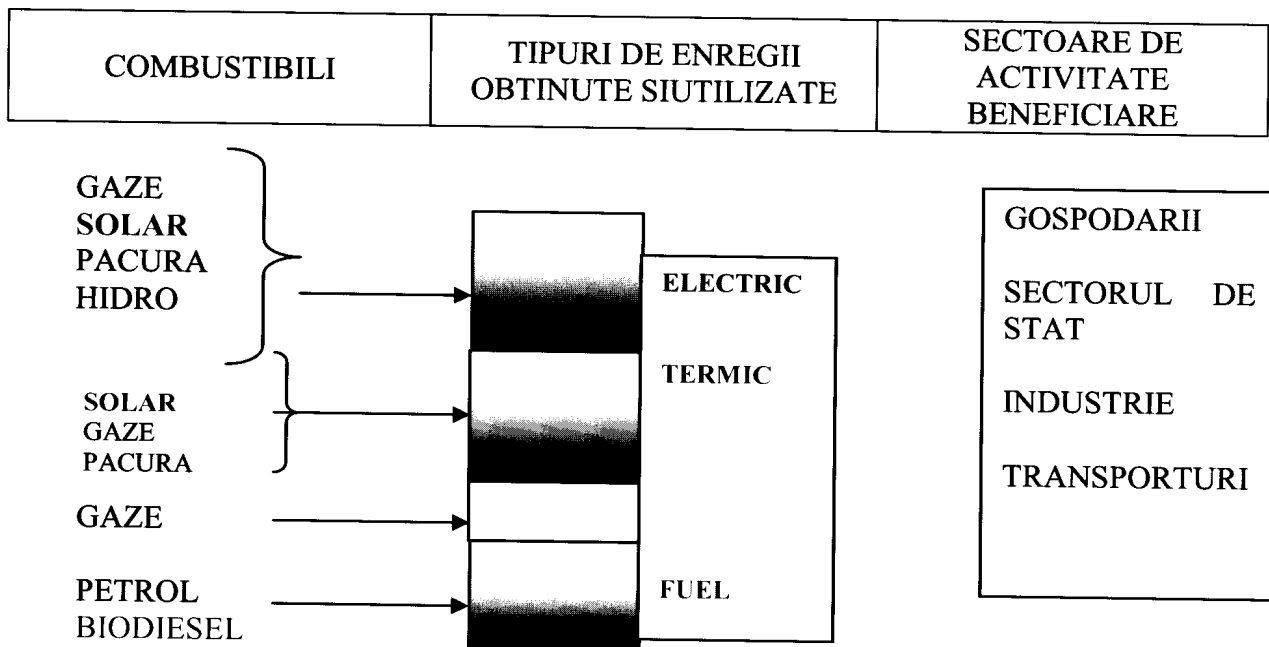 COMBUSTIBILI
TIPURI DE ENREGII
OBTINUTE SIUTILIZATE
SECTOARE DE
ACTIVITATE
BENEFICIARE
GAZE
SOLAR
PACURA
HIDRO
SOLAR
GAZE
PACURA
GAZE
PETROL
BIODIESEL
ELECTRIC
TERMIC
FUEL
GOSPODARII
SECTORUL DE
STAT
INDUSTRIE
TRANSPORTURI